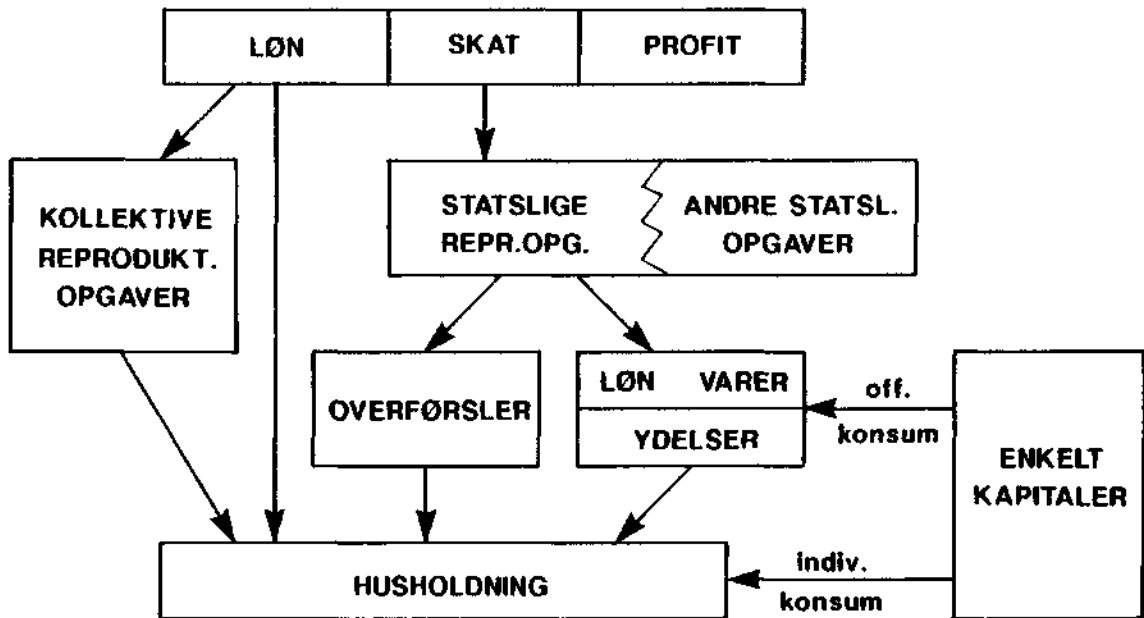 LØN SKAT PROFIT
KOLLEKTIVE
REPRODUKT.
OPGAVER
STATSLIGE
REPR.OPG.
ANDRE STATSL.
OPGAVER
OVERFØRSLER
LØN VARER
YDELSER
off.
konsum
ENKELT
KAPITALER
HUSHOLDNING
indiv.
konsum